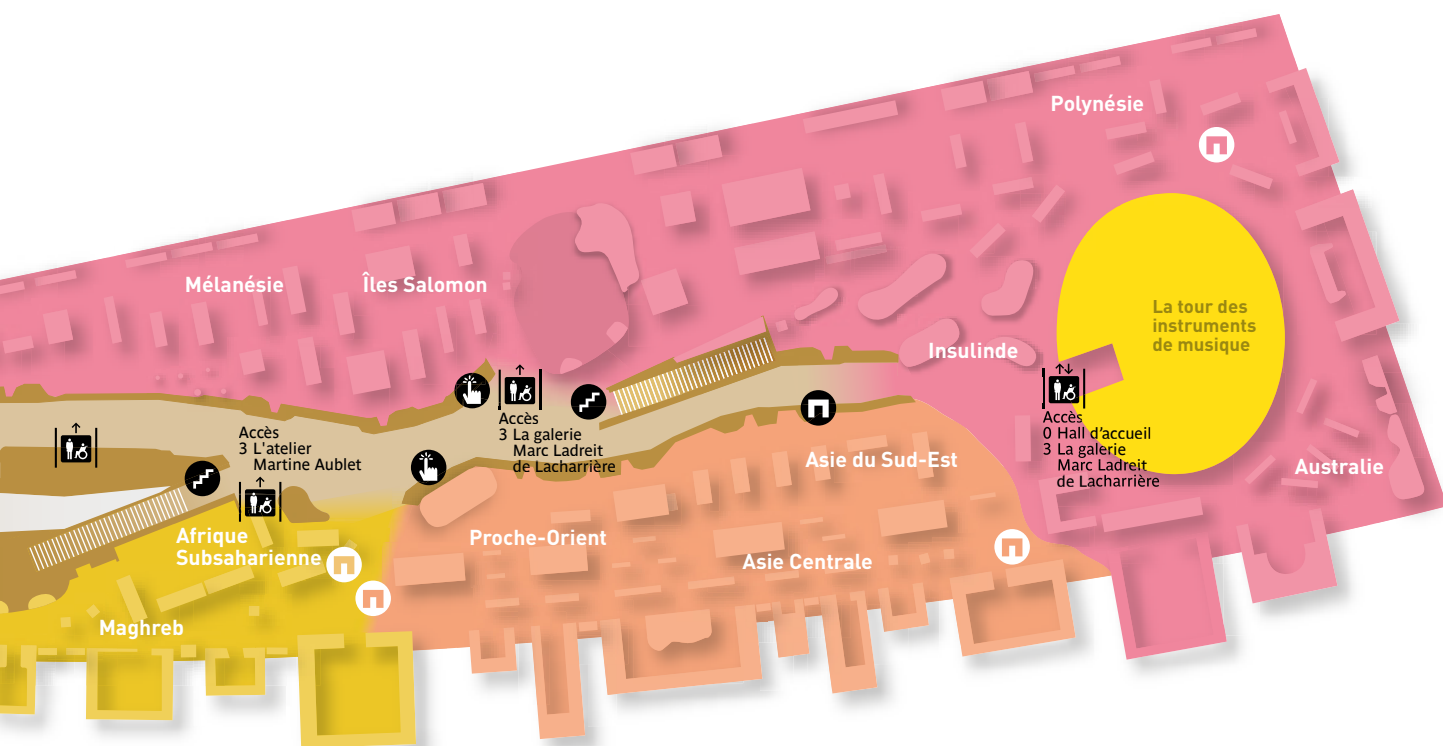 Polynésie
Mélanésie
Îles Salomon
La tour des
instruments
de musique
Insulinde
Accès
3 La galerie
Marc Ladreit
de Lacharrière
Accès
0 Hall d'accueil
3 La galerie
Marc Ladreit
de Lacharrière
Accès
3 L'atelier
Martine Aublet
Asie du Sud-Est
Australie
Afrique
Subsaharienne
Proche-Orient
Asie Centrale
Maghreb